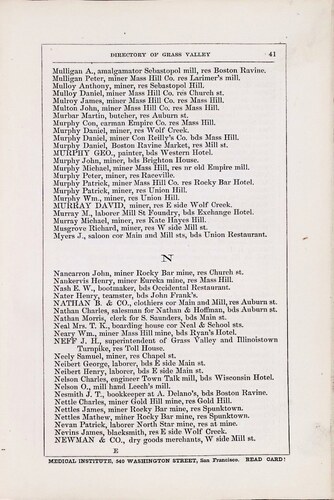 DIRECTORY OF GRASS VALLEY 41
Mulligan A., amalgamator Sebastopol mill, res Boston Ravine.
Mulligan Peter, miner Mass Hill Co. res Larimer's mill.
Mulloy Anthony, miner, res Sebastopol Hill.
Mulloy Daniel, miner Mass Hill Co. res Church st.
Mulroy James, miner Mass Hill Co. res Mass Hill.
Multon John, miner Mass Hill Co. res Mass Hill.
Murbar Martin, butcher, res Auburn st.
Murphy Con, earman Empire Co. res Mass Hill.
Murphy Daniel, miner, res Wolf Creek.
Murphy Daniel, miner Con Reilly's Co. bds Mass Hill.
Murphy Daniel, Boston Ravine Market, res Mill st.
MURPHY GEO., painter, bds Western Hotel.
Murphy John, miner, bds Brighton House.
Murphy Michael, miner Mass Hill, res nr old Empire mill.
Murphy Peter, miner, res Raceville.
Murphy Patrick, miner Mass Hill Co. res Rocky Bar Hotel.
Murphy Patrick, miner, res Union Hill.
Murphy Wm., miner, res Union Hill.
MURRAY DAVID, miner, res E side Wolf Creek.
Murray M., laborer Mill St Foundry, bds Exchange Hotel.
Murray Michael, miner, res Kate Hayes Hill.
Musgrove Richard, miner, res W side Mill st.
Myers J., saloon cor Main and Mill sts, bds Union Restaurant.
N
Nancarron John, miner Rocky Bar mine, res Church st.
Nankervis Henry, miner Eureka mine, res Mass Hill.
Nash E. W., bootmaker, bds Occidental Restaurant.
Nater Henry, teamster, bds John Frank's.
NATHAN B. & CO., clothiers cor Main and Mill, res Auburn st.
Nathan Charles, salesman for Nathan & Hoffman, bds Auburn st.
Nathan Morris, clerk for S. Saunders, bds Main st.
Neal Mrs. T. K., boarding house cor Neal & School sts.
Neary Wm., miner Mass Hill mine, bds Ryan's Hotel.
NEFF J. H., superintendent of Grass Valley and Illinoistown
Turnpike, res Toll House.
Neely Samuel, miner, res Chapel st.
Neibert George, laborer, bds E side Main st.
Neibert Henry, laborer, bds E side Main st.
Nelson Charles, engineer Town Talk mill, bds Wisconsin Hotel.
Nelson O., mill hand Leech's mill.
Nesmith J. T., bookkeeper at A. Delano's, bds Boston Ravine.
Nettle Charles, miner Gold Hill mine, res Gold Hill.
Nettles James, miner Rocky Bar mine, res Spunktown.
Nettles Mathew, miner Rocky Bar mine, res Spunktown.
Nevan Patrick, laborer North Star mine, res at mine.
Nevins James, blacksmith, res E side Wolf Creek.
NEWMAN & CO., dry goods merchants, W side Mill st.
E
MEDICAL INSTITUTE, 540 WASHINGTON STREET, San Francisco. READ CARD!